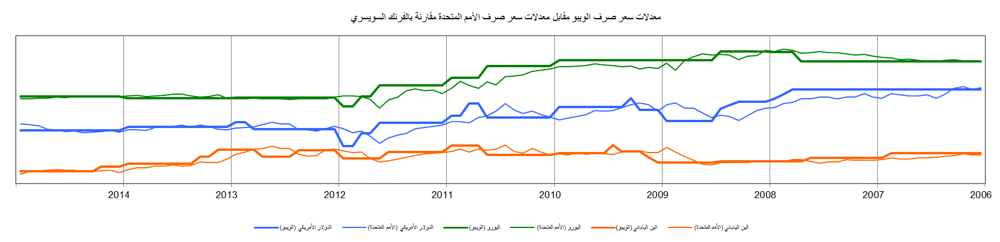 معدلات سعر صرف الويبو مقابل معدلات سعر صرف الأمم المتحدة مقارنة بالفرنك السويسري
2014 2013 2012 2011 2010 2009 2008 2007 2006
الدولار الأمريكي (الويبو) الدولار الأمريكي (الأمم المتحدة) اليورو (الويبو) اليورو (الأمم المتحدة) الين الياباني (الويبو) الين الياباني (الأمم المتحدة)